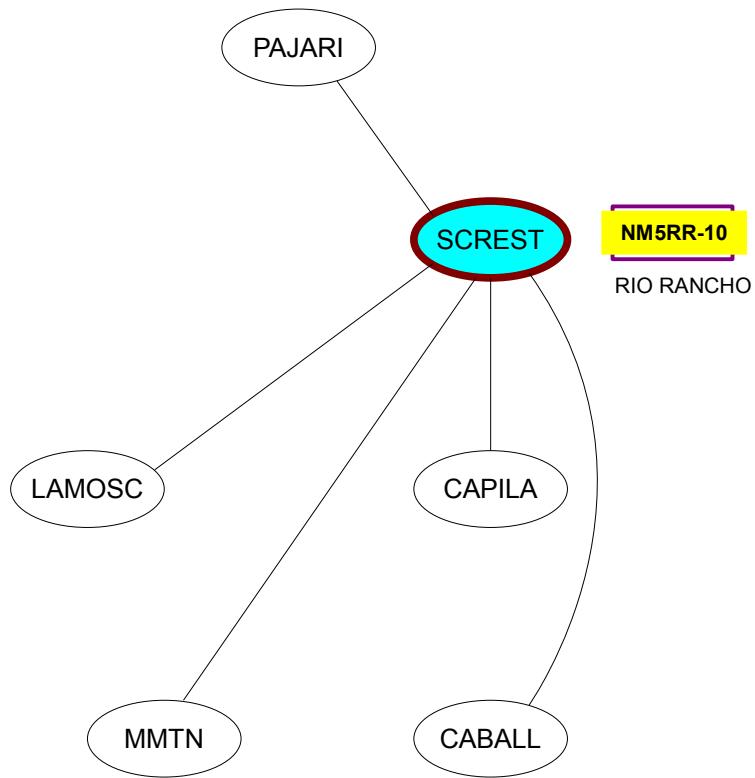 PAJARI
SCREST
NM5RR-10
RIO RANCHO
LAMOSC
CAPILA
MMTN
CABALL